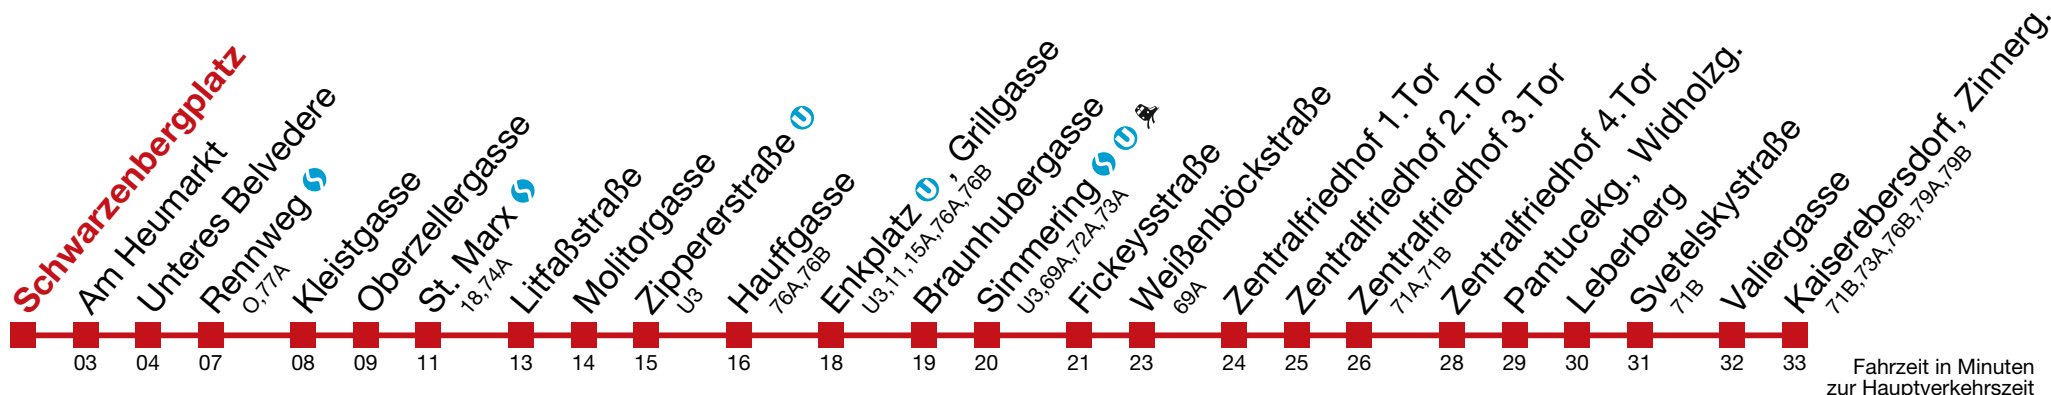 Schwarzenbergplatz
Am Heumarkt
Unteres Belvedere
Rennweg
O,77A
Kleistgasse
Oberzellergasse
St. Marx
18,74A
Litfaßstraße
Molitorgasse
Zippererstraße U
U3
Hauffgasse
76A,76B
Enkplatz U , Grillgasse
U3,11,15A,76A,76B
Braunhubergasse
Simmering U
U3,69A,72A,73A
Fickeysstraße
Weißenböckstraße
69A
Zentralfriedhof 1.Tor
Zentralfriedhof 2.Tor
Zentralfriedhof 3.Tor
71A,71B
Zentralfriedhof 4.Tor
Pantucekg., Widholzg.
Leberberg
Svetelskystraße
71B
Valiergasse
Kaiserebersdorf, Zinnerg.
71B,73A,76B,79A,79B
03 04 07 08 09 11 13 14 15 16 18 19 20 21 23 24 25 26 28 29 30 31 32 33
Fahrzeit in Minuten
zur Hauptverkehrszeit